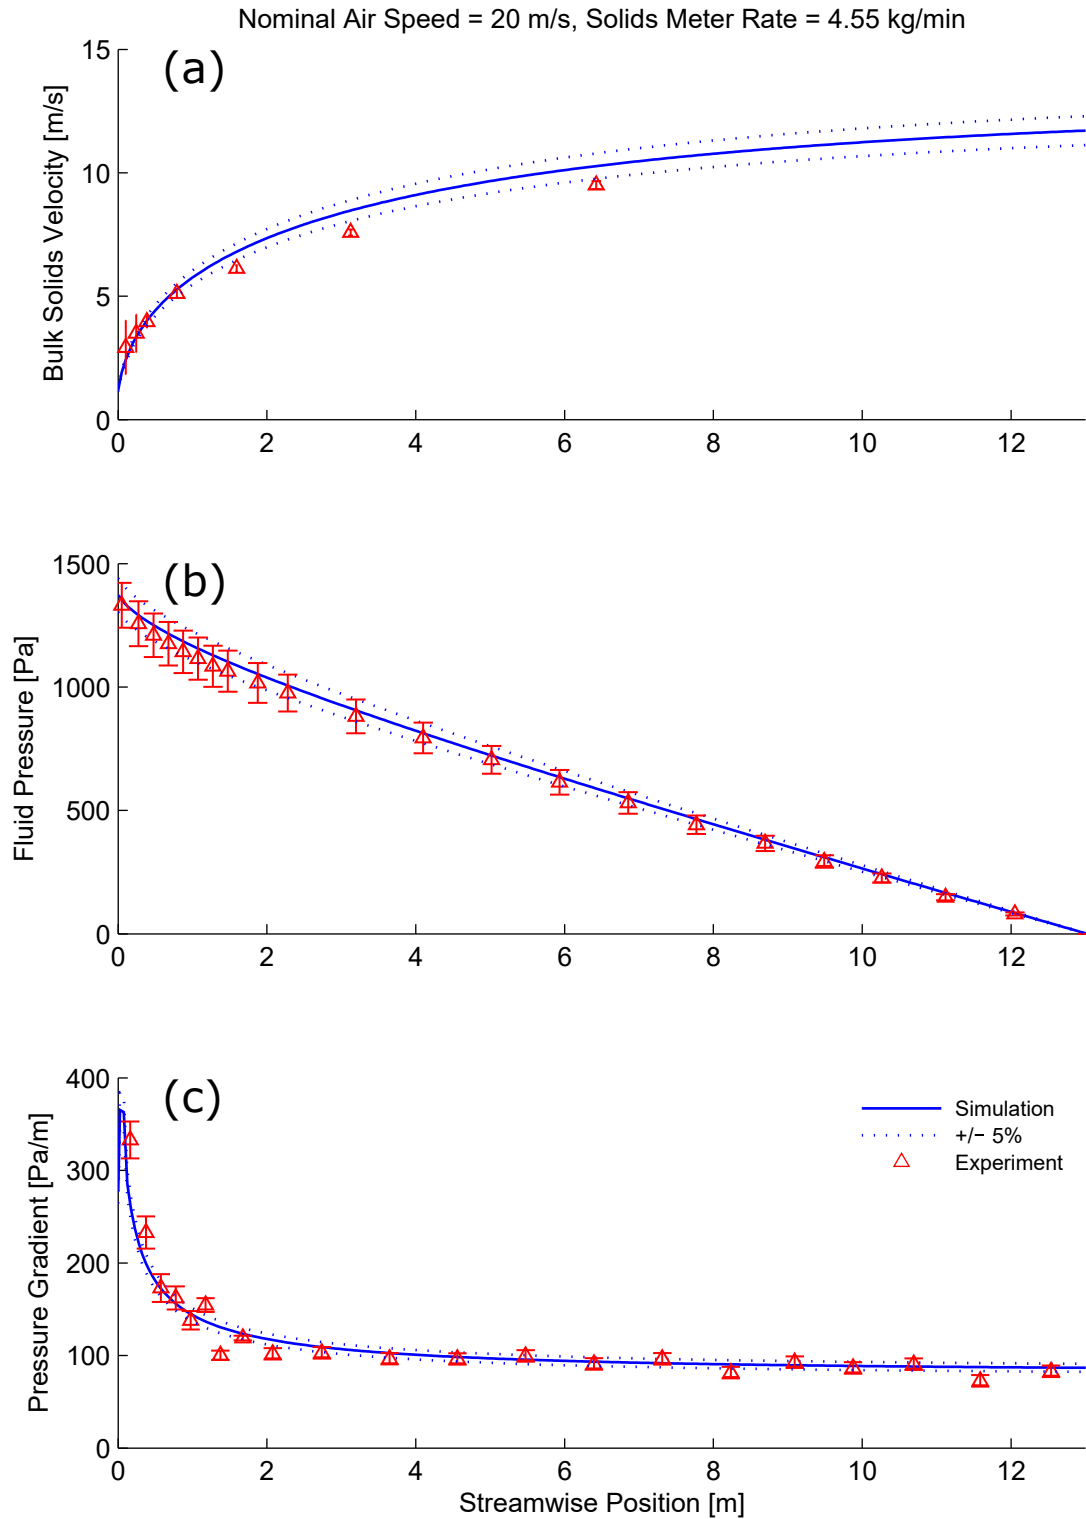 Nominal Air Speed = 20 m/s, Solids Meter Rate = 4.55 kg/min
(a)
Bulk Solids Velocity [m/s]
15
10
5
0
0 2 4 6 8 10 12
(b)
Fluid Pressure [Pa]
1500
1000
500
0
0 2 4 6 8 10 12
(c)
Pressure Gradient [Pa/m]
400
300
200
100
0
Simulation
+/− 5%
Experiment
0 2 4 6 8 10 12
Streamwise Position [m]